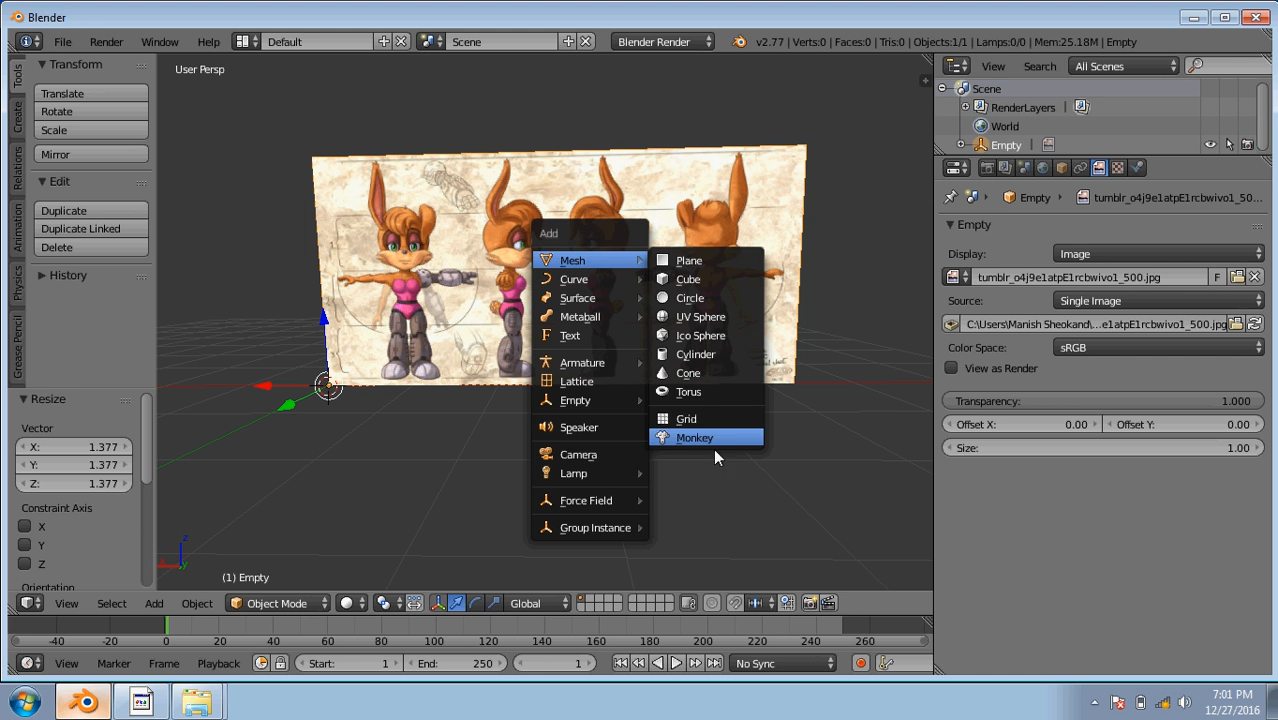 Blender
File Render Window Help Default Scene Blender Render v2.77 | Verts:0 | Faces:0 | Tris:0 | Objects:1/1 | Lamps:0/0 | Mem:25.18M | Empty
Tools
Create
Relations
Animation
Physics
Grease Pencil
Transform
Translate
Rotate
Scale
Mirror
Edit
Duplicate
Duplicate Linked
Delete
History
Resize
Vector
X: 1.377
Y: 1.377
Z: 1.377
Constraint Axis
X
Y
Z
Orientation
User Persp
Add
Mesh
Curve
Surface
Metaball
Text
Armature
Lattice
Empty
Speaker
Camera
Lamp
Force Field
Group Instance
Plane
Cube
Circle
UV Sphere
Ico Sphere
Cylinder
Cone
Torus
Grid
Monkey
z
x
y
(1) Empty
View Select Add Object Object Mode Global
-40 -20 0 20 40 60 80 100 120 140 160 180 200 220 240 260
View Marker Frame Playback Start: 1 End: 250 1 No Sync
View Search All Scenes
Scene
RenderLayers
World
Empty
Empty tumblr_o4j9e1atpE1rcbwivo1_50...
Empty
Display: Image
tumblr_o4j9e1atpE1rcbwivo1_500.jpg F
Source: Single Image
C:\Users\Manish Sheokand\...e1atpE1rcbwivo1_500.jpg
Color Space: sRGB
View as Render
Transparency: 1.000
Offset X: 0.00 Offset Y: 0.00
Size: 1.00
7:01 PM
12/27/2016